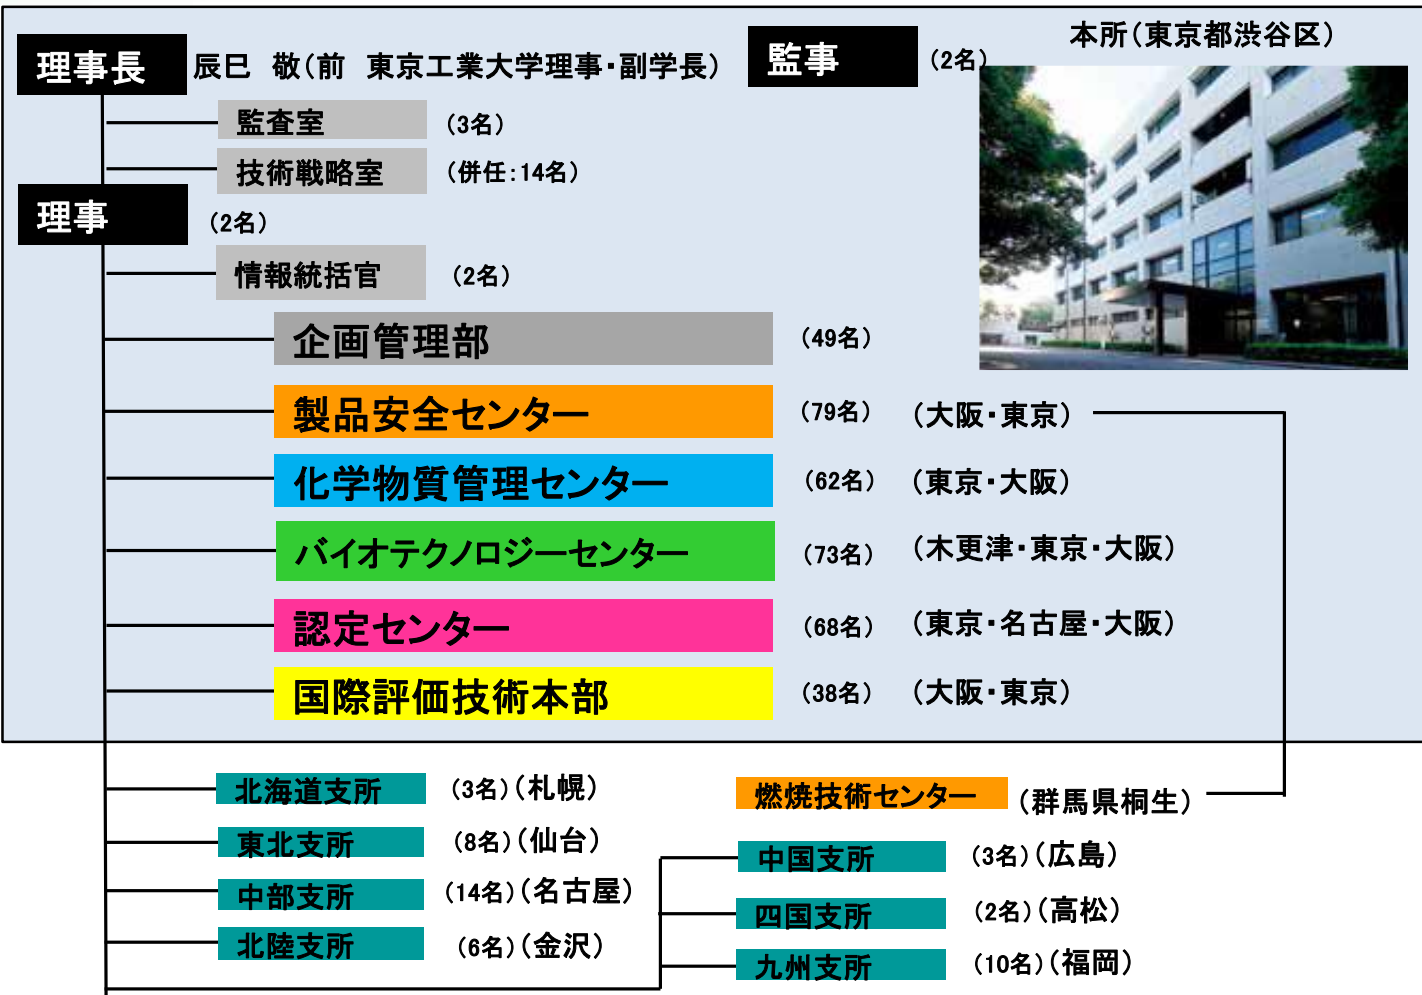 本所(東京都渋谷区)
理事長 辰巳 敬(前 東京工業大学理事・副学長) 監事 (2名)
監査室 (3名)
技術戦略室 (併任:14名)
理事 (2名)
情報統括官 (2名)
企画管理部 (49名)
製品安全センター (79名) (大阪・東京)
化学物質管理センター (62名) (東京・大阪)
バイオテクノロジーセンター (73名) (木更津・東京・大阪)
認定センター (68名) (東京・名古屋・大阪)
国際評価技術本部 (38名) (大阪・東京)
北海道支所 (3名)(札幌)
東北支所 (8名)(仙台)
中部支所 (14名)(名古屋)
北陸支所 (6名)(金沢)
燃焼技術センター (群馬県桐生)
中国支所 (3名)(広島)
四国支所 (2名)(高松)
九州支所 (10名)(福岡)